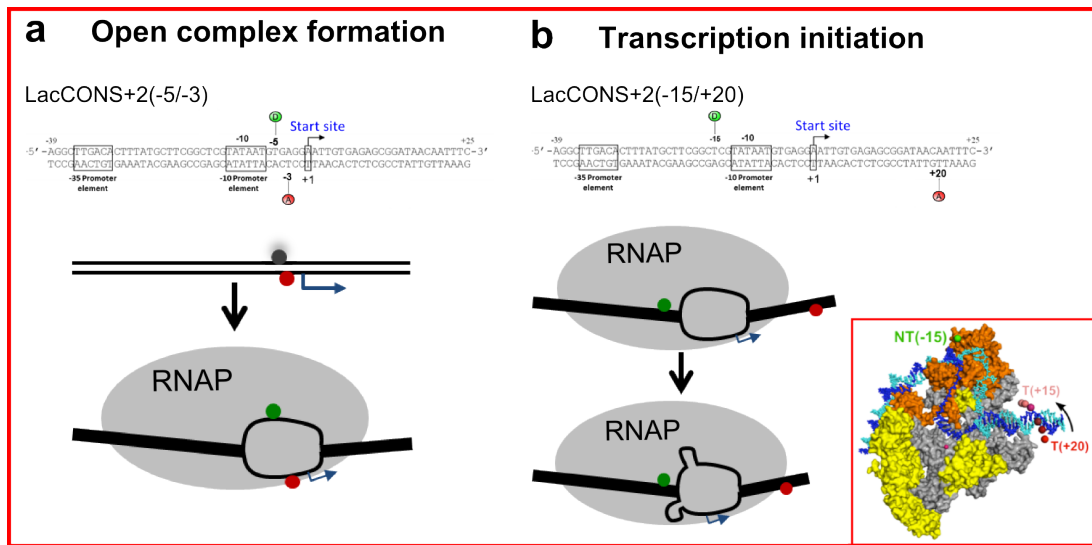 a Open complex formation
LacCONS+2(-5/-3)
D
Start site
-39 -10 -5 +25
-5′ -AGGCTTGACACTTTATGCTTCGGCTCGTATAATGTGAGGAATTGTGAGAGCGGATAACAATTTC-3′
TCCGAACTGTGAAATACGAAGCCGAGCATATTACACTCCTTAACACTCTCGCCTATTGTTAAAG
-35 Promoter element
-10 Promoter element
-3 +1
A
RNAP
b Transcription initiation
LacCONS+2(-15/+20)
D
Start site
-39 -15 -10 +25
-5′ -AGGCTTGACACTTTATGCTTCGGCTCGTATAATGTGAGGAATTGTGAGAGCGGATAACAATTTC-3′
TCCGAACTGTGAAATACGAAGCCGAGCATATTACACTCCTTAACACTCTCGCCTATTGTTAAAG
-35 Promoter element
-10 Promoter element
+1 +20
A
RNAP
RNAP
NT(-15)
T(+15)
T(+20)